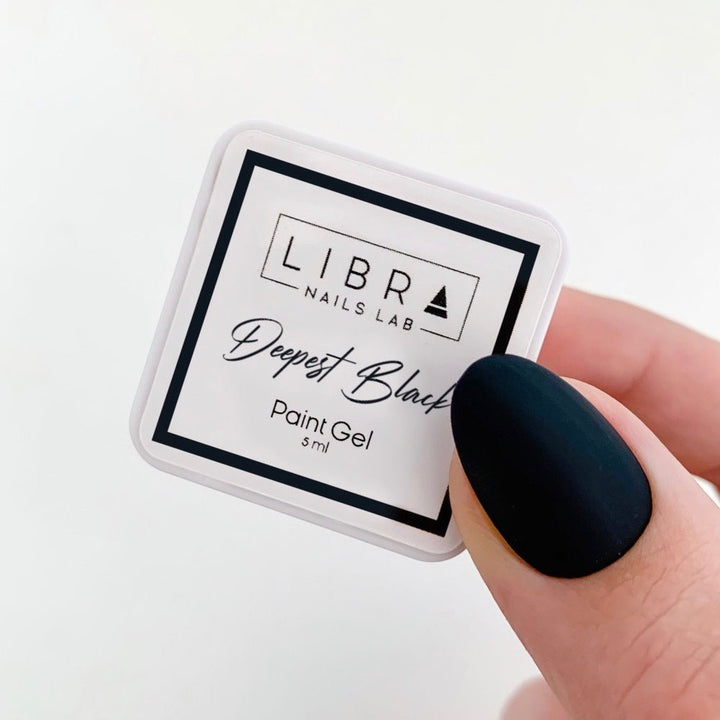 LIBRA
NAILS LAB
Deepest Black
Paint Gel
5 ml